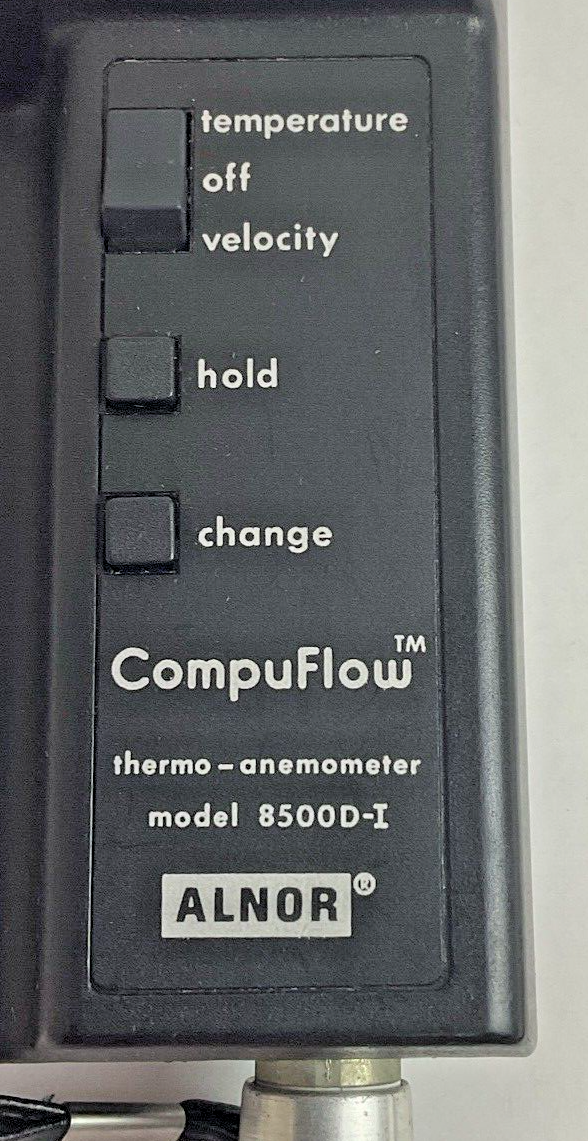 temperature
off
velocity
hold
change
CompuFlow™
thermo-anemometer
model 8500D-I
ALNOR®